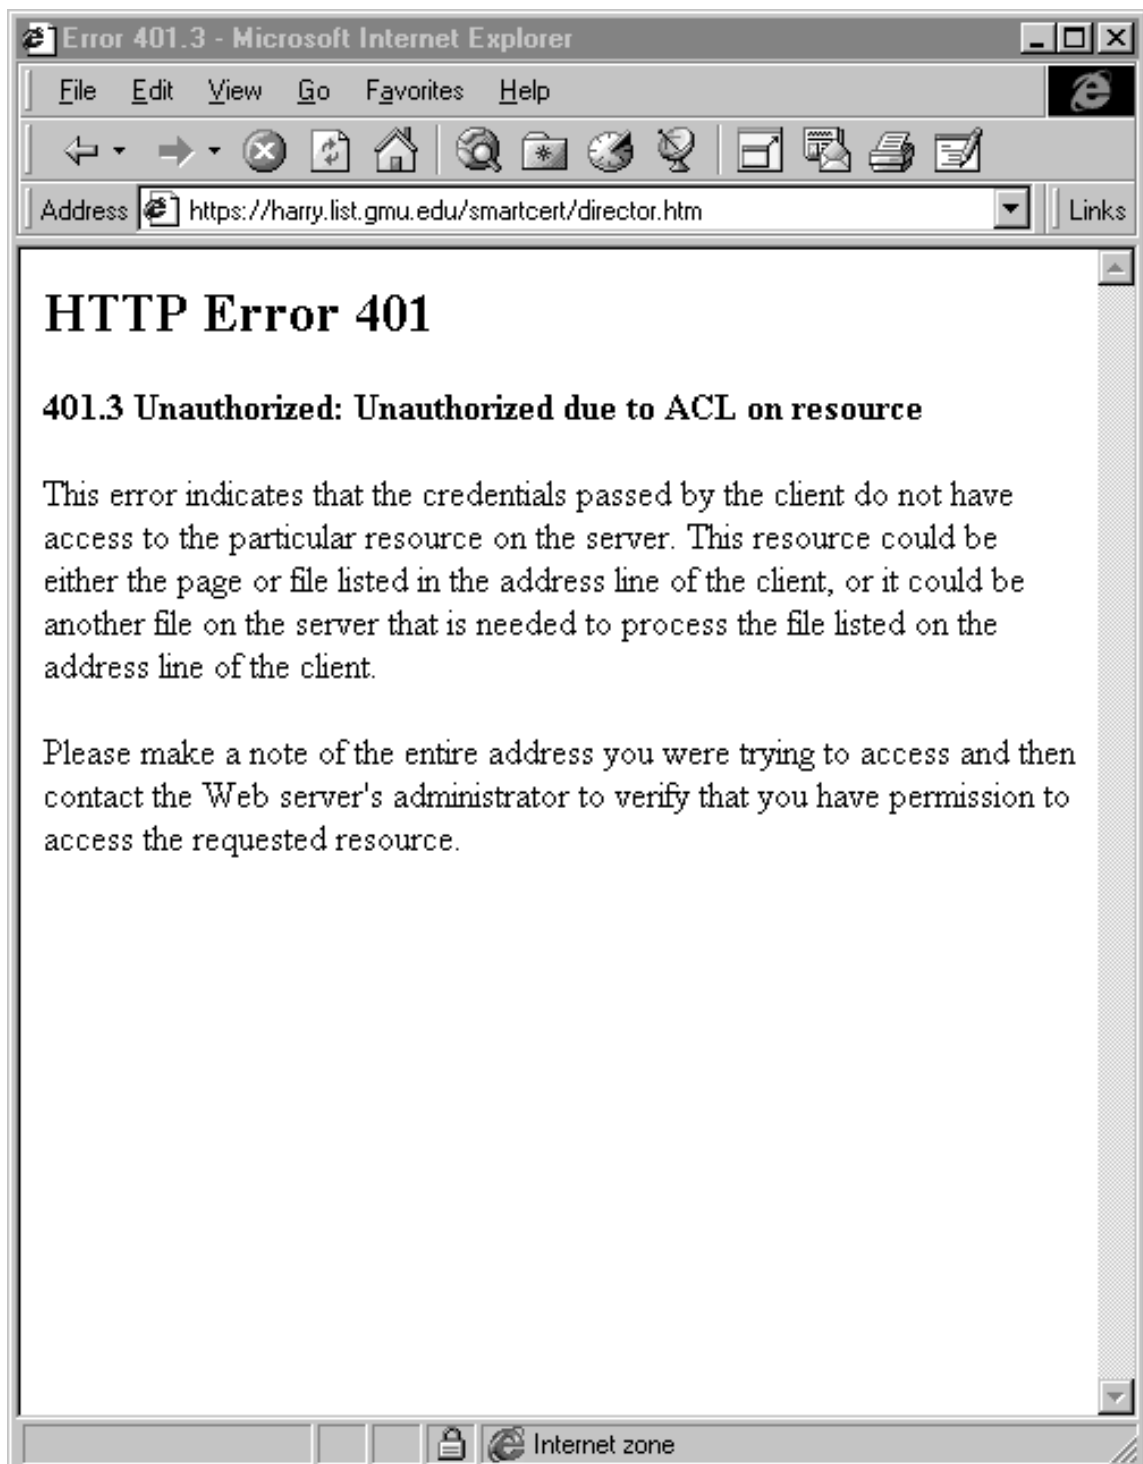 Error 401.3 - Microsoft Internet Explorer
File Edit View Go Favorites Help
Address https://harry.list.gmu.edu/smartcert/director.htm Links
HTTP Error 401
401.3 Unauthorized: Unauthorized due to ACL on resource
This error indicates that the credentials passed by the client do not have
access to the particular resource on the server. This resource could be
either the page or file listed in the address line of the client, or it could be
another file on the server that is needed to process the file listed on the
address line of the client.
Please make a note of the entire address you were trying to access and then
contact the Web server's administrator to verify that you have permission to
access the requested resource.
Internet zone